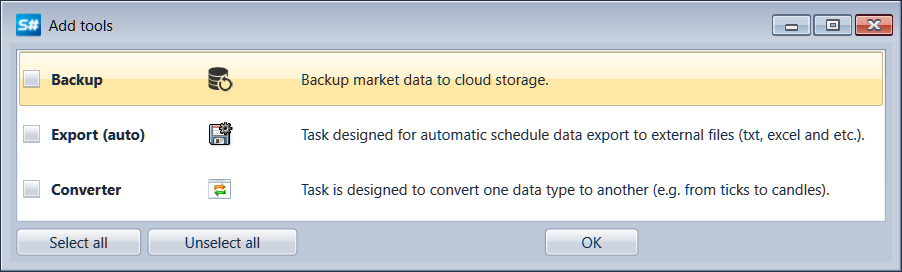 S# Add tools
Backup Backup market data to cloud storage.
Export (auto) Task designed for automatic schedule data export to external files (txt, excel and etc.).
Converter Task is designed to convert one data type to another (e.g. from ticks to candles).
Select all Unselect all OK